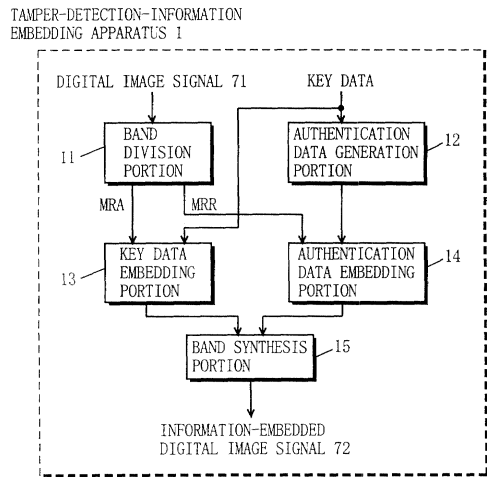 TAMPER-DETECTION-INFORMATION
EMBEDDING APPARATUS 1
DIGITAL IMAGE SIGNAL 71
KEY DATA
BAND
DIVISION
PORTION
11
AUTHENTICATION
DATA GENERATION
PORTION
12
MRA
MRR
KEY DATA
EMBEDDING
PORTION
13
AUTHENTICATION
DATA EMBEDDING
PORTION
14
BAND SYNTHESIS
PORTION
15
INFORMATION-EMBEDDED
DIGITAL IMAGE SIGNAL 72